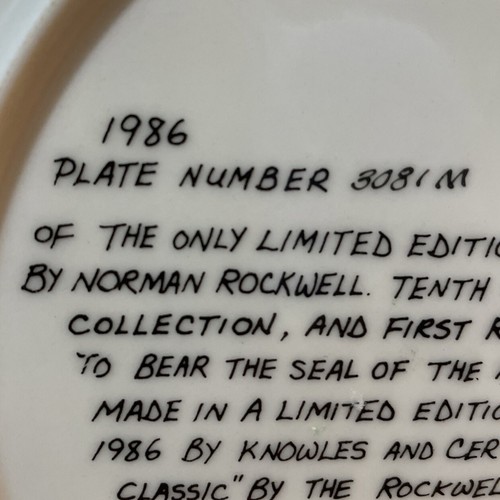 1986
PLATE NUMBER 3081M
OF THE ONLY LIMITED EDITIO
BY NORMAN ROCKWELL. TENTH
COLLECTION, AND FIRST R
TO BEAR THE SEAL OF THE
MADE IN A LIMITED EDITIO
1986 BY KNOWLES AND CER
CLASSIC" BY THE ROCKWEL